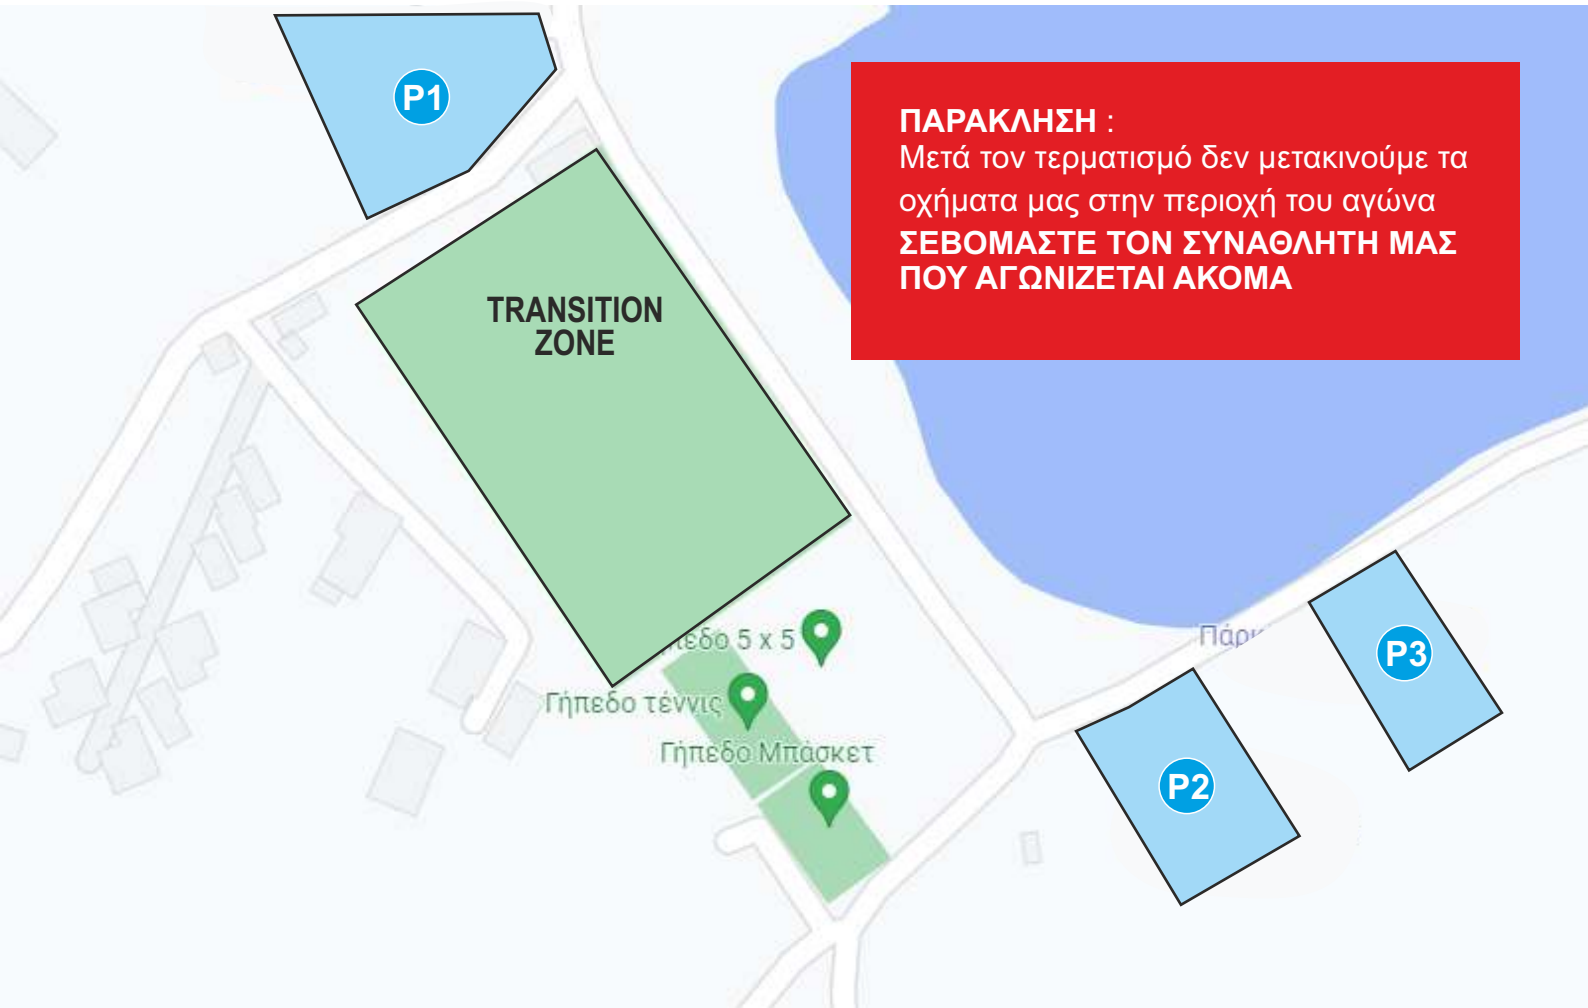 P1
ΠΑΡΑΚΛΗΣΗ :
Μετά τον τερματισμό δεν μετακινούμε τα
οχήματα μας στην περιοχή του αγώνα
ΣΕΒΟΜΑΣΤΕ ΤΟΝ ΣΥΝΑΘΛΗΤΗ ΜΑΣ
ΠΟΥ ΑΓΩΝΙΖΕΤΑΙ ΑΚΟΜΑ
TRANSITION
ZONE
5 x 5
P3
Γήπεδο τέννις
Γήπεδο Μπάσκετ
P2